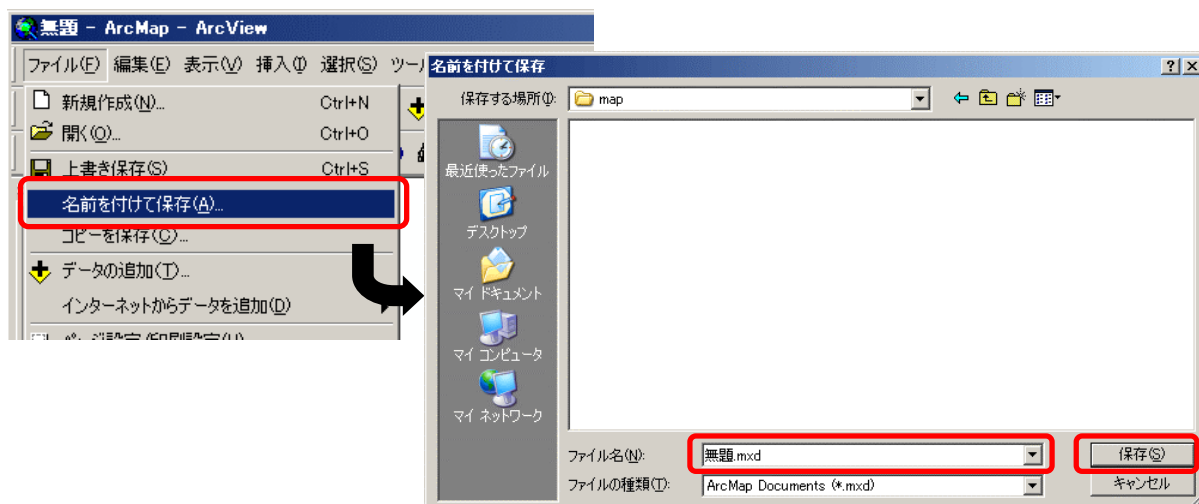 無題 - ArcMap - ArcView
ファイル(F) 編集(E) 表示(V) 挿入(I) 選択(S)
新規作成(N)... Ctrl+N
開く(O)... Ctrl+O
上書き保存(S) Ctrl+S
名前を付けて保存(A)...
コピーを保存(C)...
データの追加(T)...
インターネットからデータを追加(D)
名前を付けて保存
保存する場所(I): map
最近使ったファイル
デスクトップ
マイ ドキュメント
マイ コンピュータ
マイ ネットワーク
ファイル名(N): 無題.mxd 保存(S)
ファイルの種類(T): ArcMap Documents (*.mxd) キャンセル